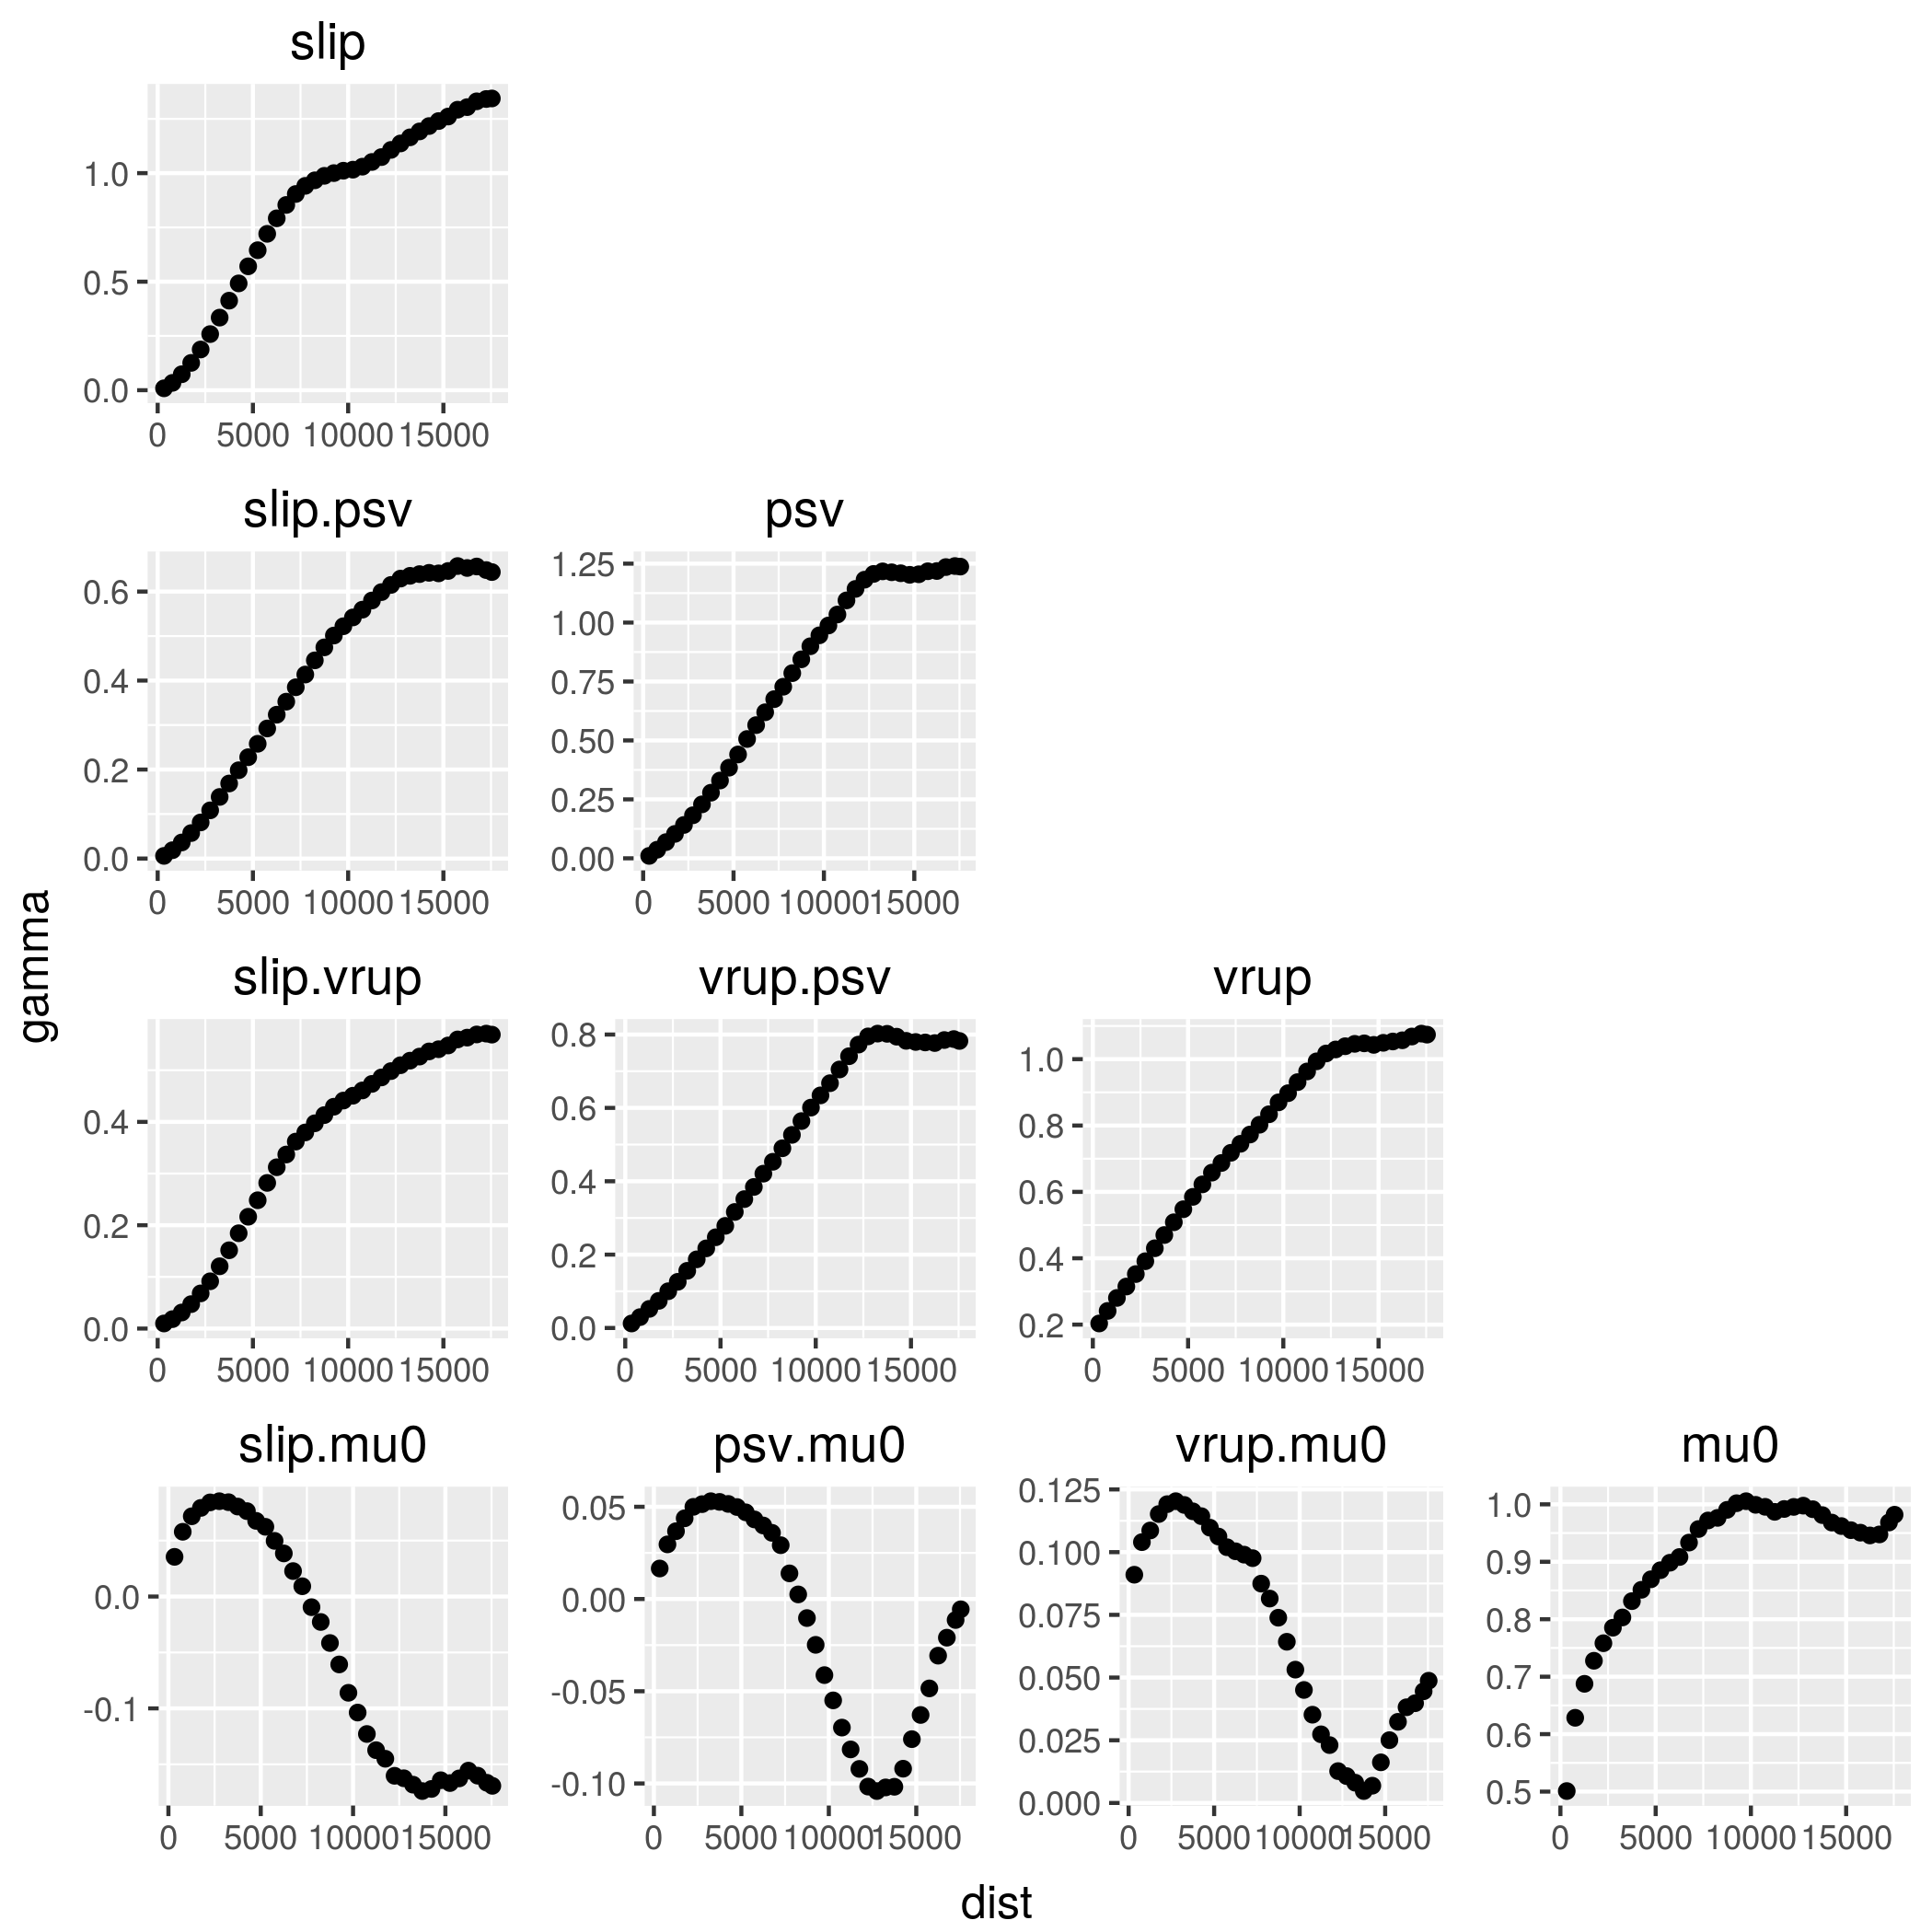 slip
1.0
0.5
0.0
0 5000 10000 15000
slip.psv psv
0.6
0.4
0.2
0.0
0 5000 10000 15000
1.25
1.00
0.75
0.50
0.25
0.00
0 5000 10000 15000
gamma
slip.vrup vrup.psv vrup
0.4
0.2
0.0
0 5000 10000 15000
0.8
0.6
0.4
0.2
0.0
0 5000 10000 15000
1.0
0.8
0.6
0.4
0.2
0 5000 10000 15000
slip.mu0 psv.mu0 vrup.mu0 mu0
0.0
-0.1
0 5000 10000 15000
0.05
0.00
-0.05
-0.10
0 5000 10000 15000
0.125
0.100
0.075
0.050
0.025
0.000
0 5000 10000 15000
1.0
0.9
0.8
0.7
0.6
0.5
0 5000 10000 15000
dist